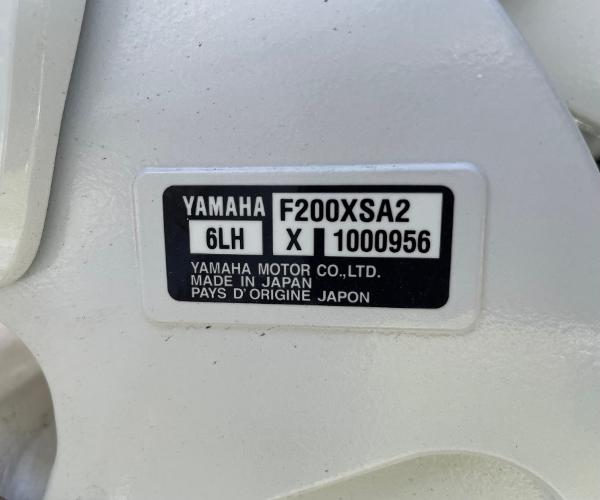 YAMAHA F200XSA2
6LH X 1000956
YAMAHA MOTOR CO.,LTD.
MADE IN JAPAN
PAYS D'ORIGINE JAPON